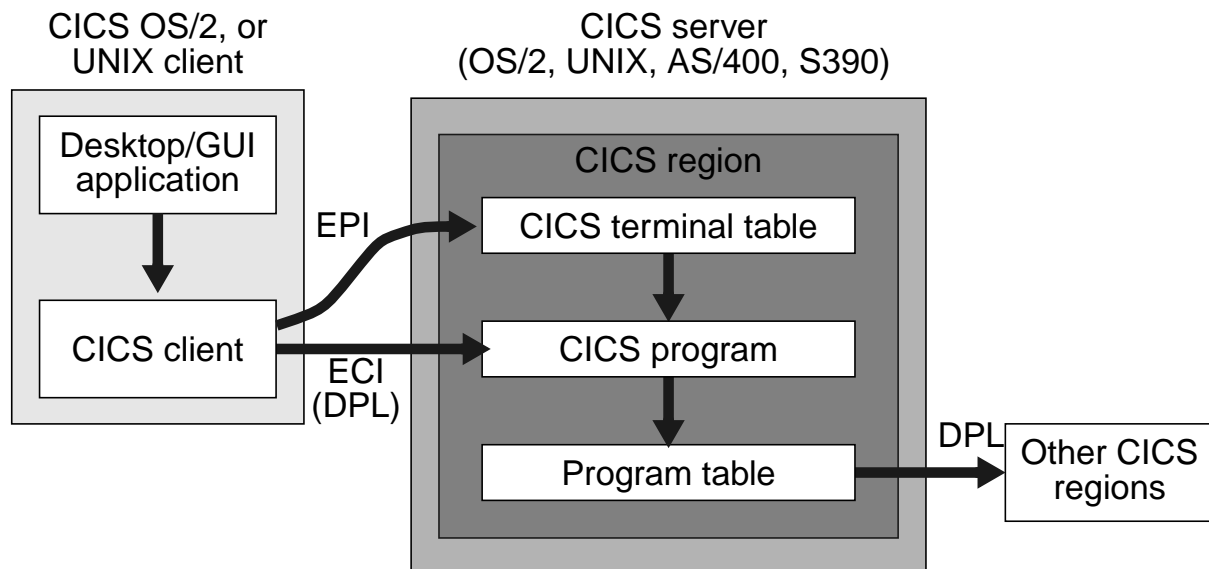 CICS OS/2, or
UNIX client
Desktop/GUI
application
CICS client
EPI
ECI
(DPL)
CICS server
(OS/2, UNIX, AS/400, S390)
CICS region
CICS terminal table
CICS program
Program table
DPL
Other CICS
regions